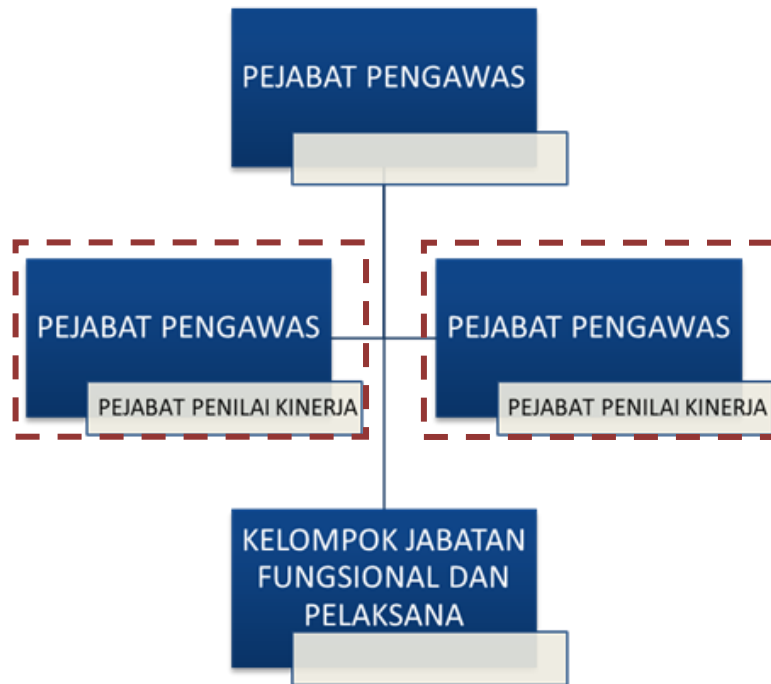 PEJABAT PENGAWAS
PEJABAT PENGAWAS
PEJABAT PENILAI KINERJA
PEJABAT PENGAWAS
PEJABAT PENILAI KINERJA
KELOMPOK JABATAN
FUNGSIONAL DAN
PELAKSANA